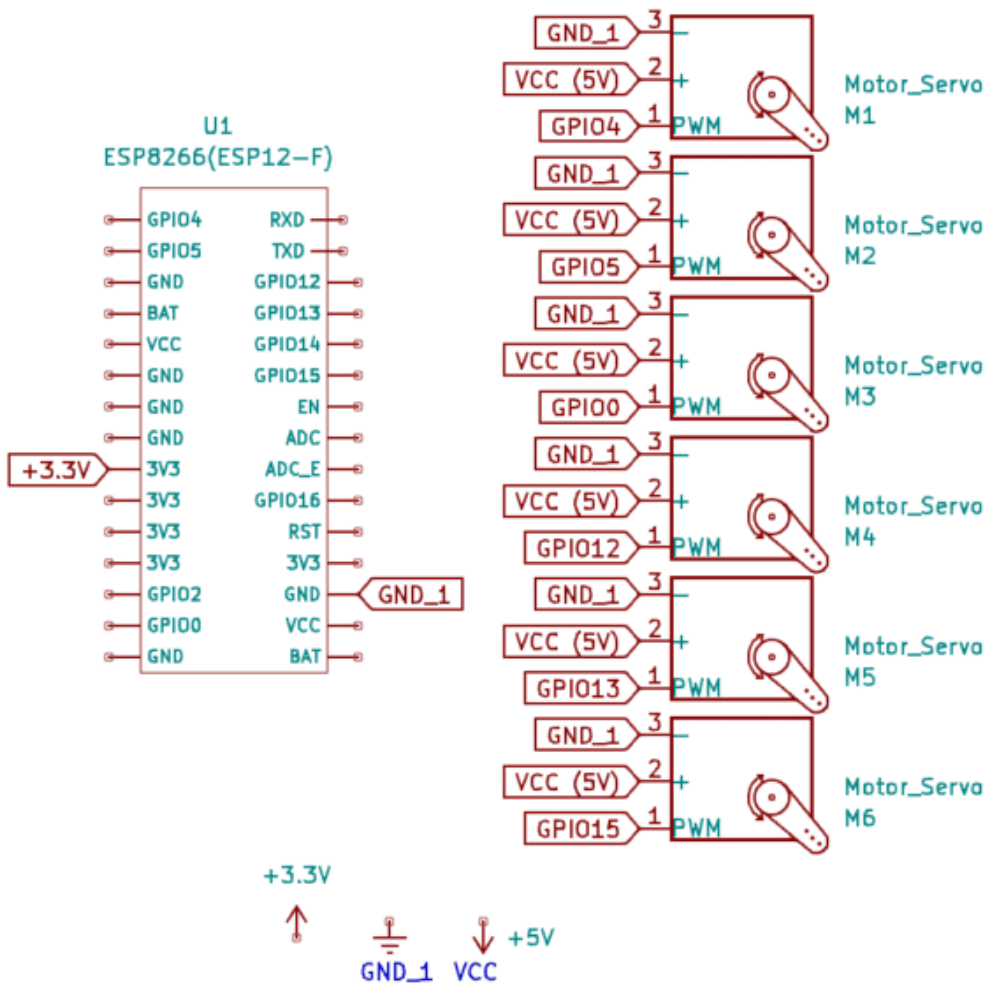 U1
ESP8266(ESP12-F)
GPIO4 RXD
GPIO5 TXD
GND GPIO12
BAT GPIO13
VCC GPIO14
GND GPIO15
GND EN
GND ADC
+3.3V 3V3 ADC_E
3V3 GPIO16
3V3 RST
3V3 3V3
GPIO2 GND GND_1
GPIO0 VCC
GND BAT
GND_1 3 -
VCC (5V) 2 +
GPIO4 1 PWM
Motor_Servo
M1
GND_1 3 -
VCC (5V) 2 +
GPIO5 1 PWM
Motor_Servo
M2
GND_1 3 -
VCC (5V) 2 +
GPIO0 1 PWM
Motor_Servo
M3
GND_1 3 -
VCC (5V) 2 +
GPIO12 1 PWM
Motor_Servo
M4
GND_1 3 -
VCC (5V) 2 +
GPIO13 1 PWM
Motor_Servo
M5
GND_1 3 -
VCC (5V) 2 +
GPIO15 1 PWM
Motor_Servo
M6
+3.3V
GND_1
+5V
VCC